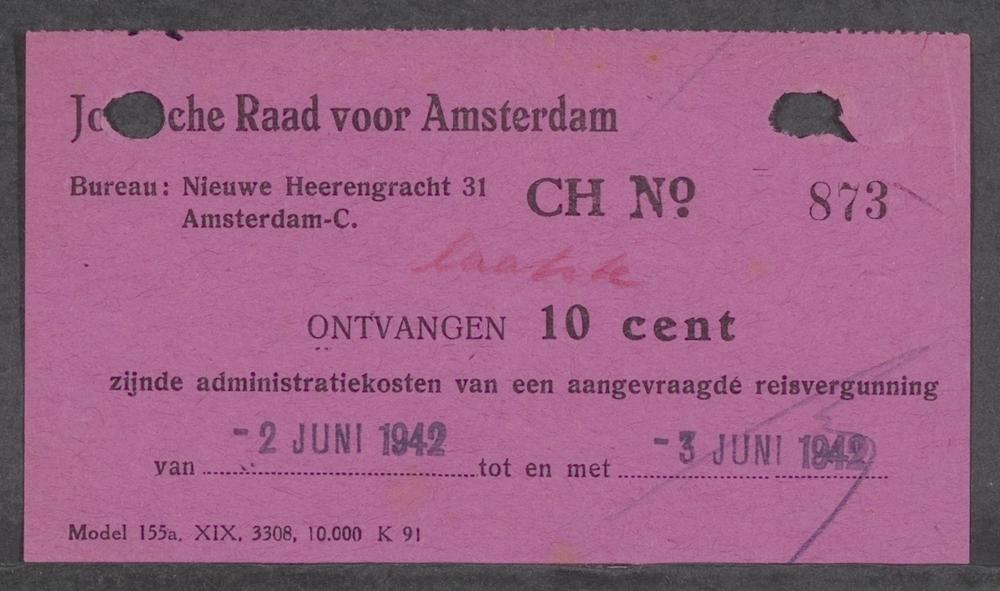 Jo che Raad voor Amsterdam
Bureau: Nieuwe Heerengracht 31
Amsterdam-C.
CH No 873
laatste
ONTVANGEN 10 cent
zijnde administratiekosten van een aangevraagde reisvergunning
van - 2 JUNI 1942 tot en met - 3 JUNI 1942
Model 155a, XIX, 3308, 10.000 K 91